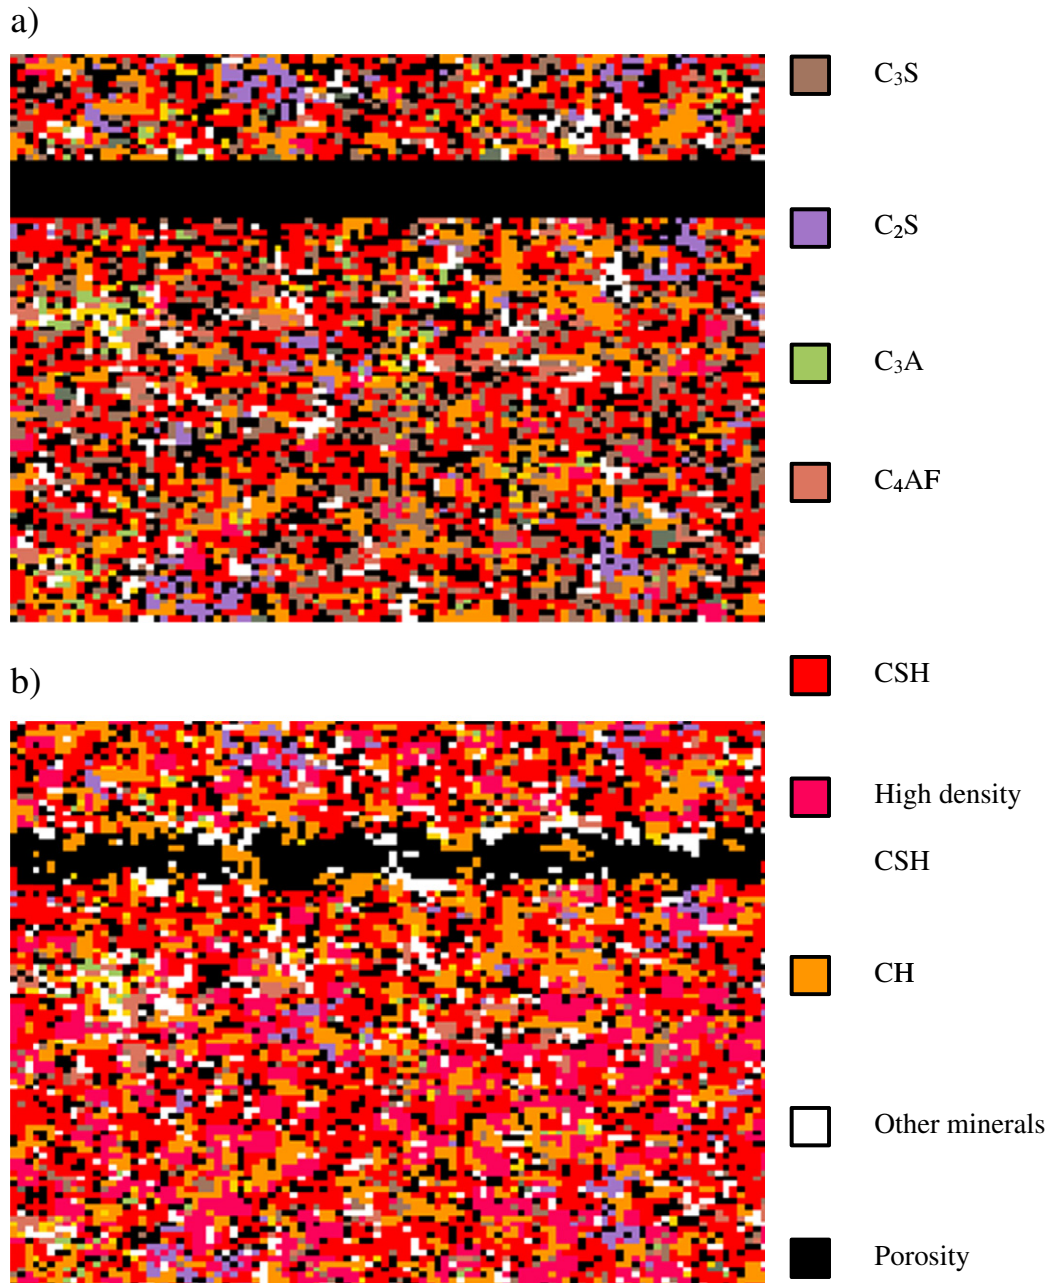 a)
C₃S
C₂S
C₃A
C₄AF
CSH
b)
High density
CSH
CH
Other minerals
Porosity